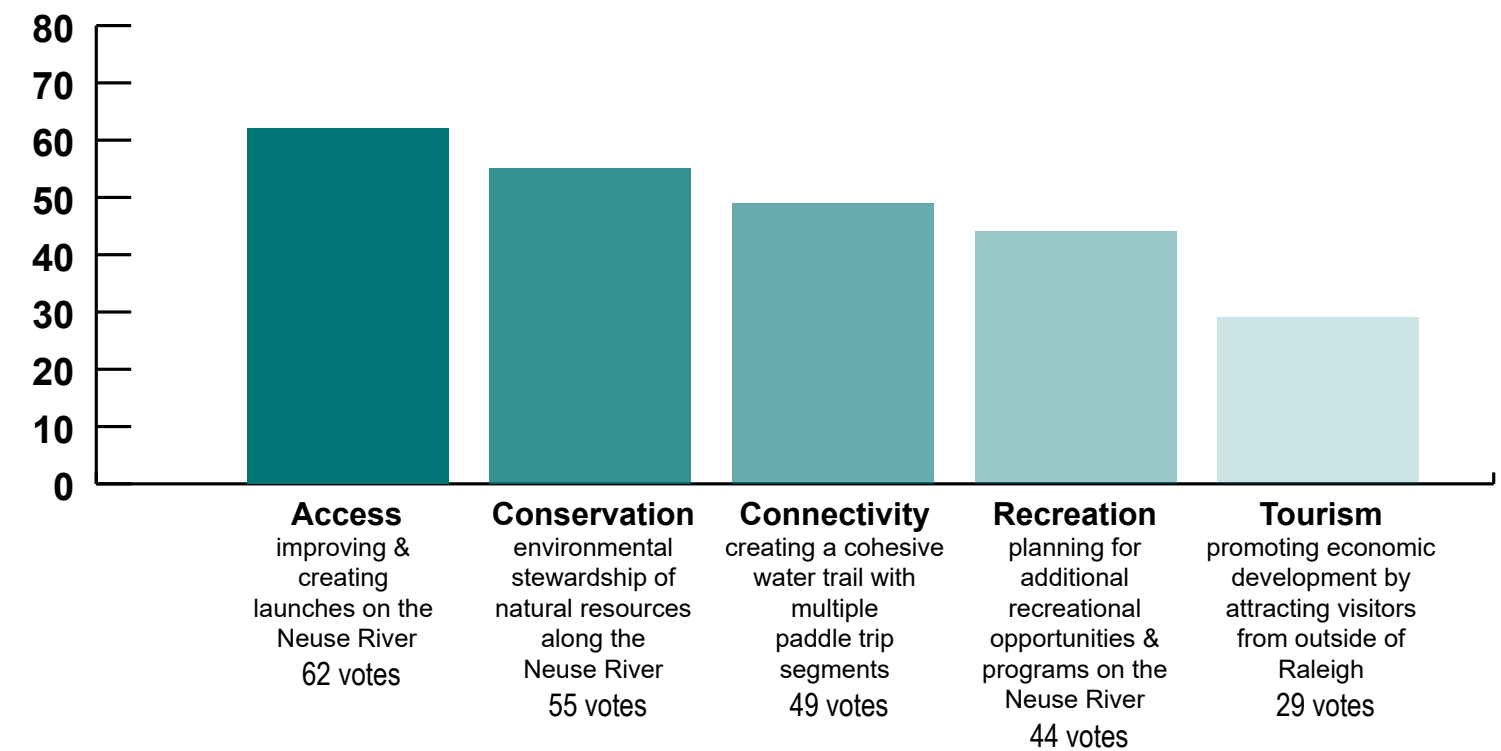 80
70
60
50
40
30
20
10
0
Access
improving &
creating
launches on the
Neuse River
62 votes
Conservation
environmental
stewardship of
natural resources
along the
Neuse River
55 votes
Connectivity
creating a cohesive
water trail with
multiple
paddle trip
segments
49 votes
Recreation
planning for
additional
recreational
opportunities &
programs on the
Neuse River
44 votes
Tourism
promoting economic
development by
attracting visitors
from outside of
Raleigh
29 votes